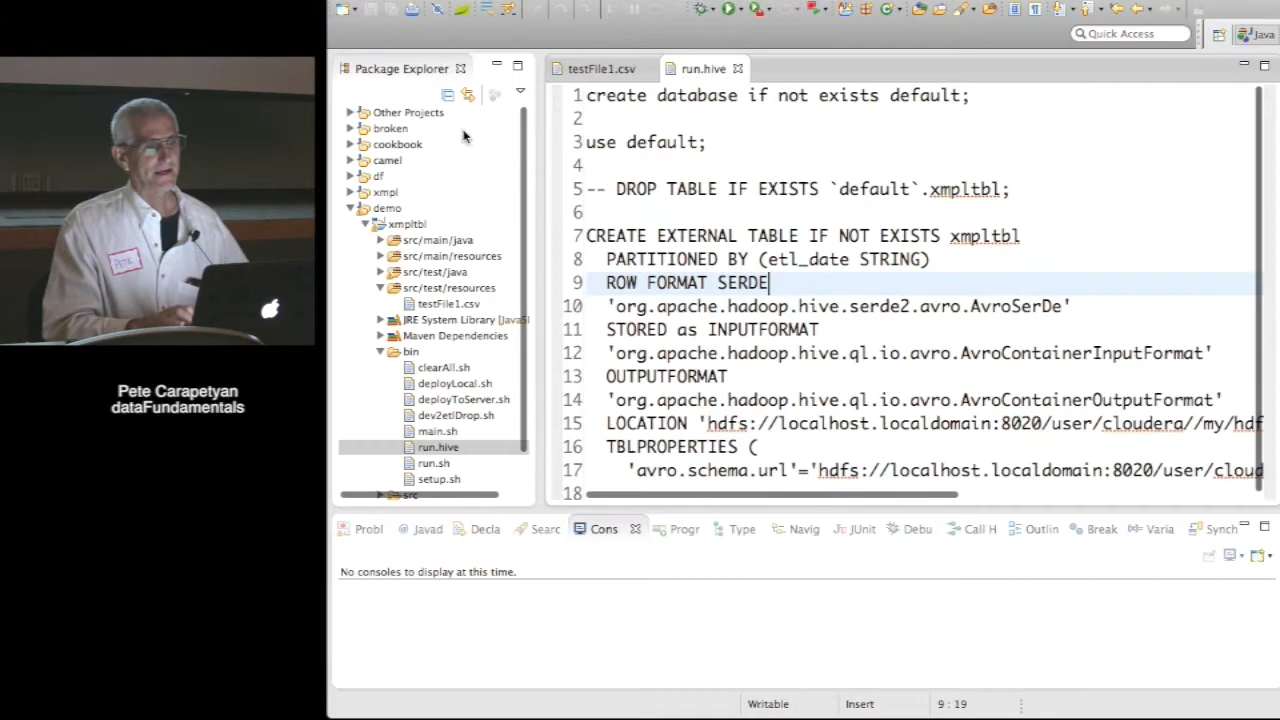 Quick Access
Java
Package Explorer
testFile1.csv
run.hive
Other Projects
broken
cookbook
camel
df
xmpl
demo
xmpltbl
src/main/java
src/main/resources
src/test/java
src/test/resources
testFile1.csv
JRE System Library [JavaS
Maven Dependencies
bin
clearAll.sh
deployLocal.sh
deployToServer.sh
dev2etlDrop.sh
main.sh
run.hive
run.sh
setup.sh
src
1 create database if not exists default;
2
3 use default;
4
5 -- DROP TABLE IF EXISTS `default`.xmpltbl;
6
7 CREATE EXTERNAL TABLE IF NOT EXISTS xmpltbl
8 PARTITIONED BY (etl_date STRING)
9 ROW FORMAT SERDE
10 'org.apache.hadoop.hive.serde2.avro.AvroSerDe'
11 STORED as INPUTFORMAT
12 'org.apache.hadoop.hive.ql.io.avro.AvroContainerInputFormat'
13 OUTPUTFORMAT
14 'org.apache.hadoop.hive.ql.io.avro.AvroContainerOutputFormat'
15 LOCATION 'hdfs://localhost.localdomain:8020/user/cloudera//my/hdf
16 TBLPROPERTIES (
17 'avro.schema.url'='hdfs://localhost.localdomain:8020/user/cloud
18
PETE
Pete Carapetyan
dataFundamentals
Probl @ Javad Decla Searc Cons Progr Type Navig JUnit Debu Call H Outlin Break Varia Synch
No consoles to display at this time.
Writable Insert 9 : 19